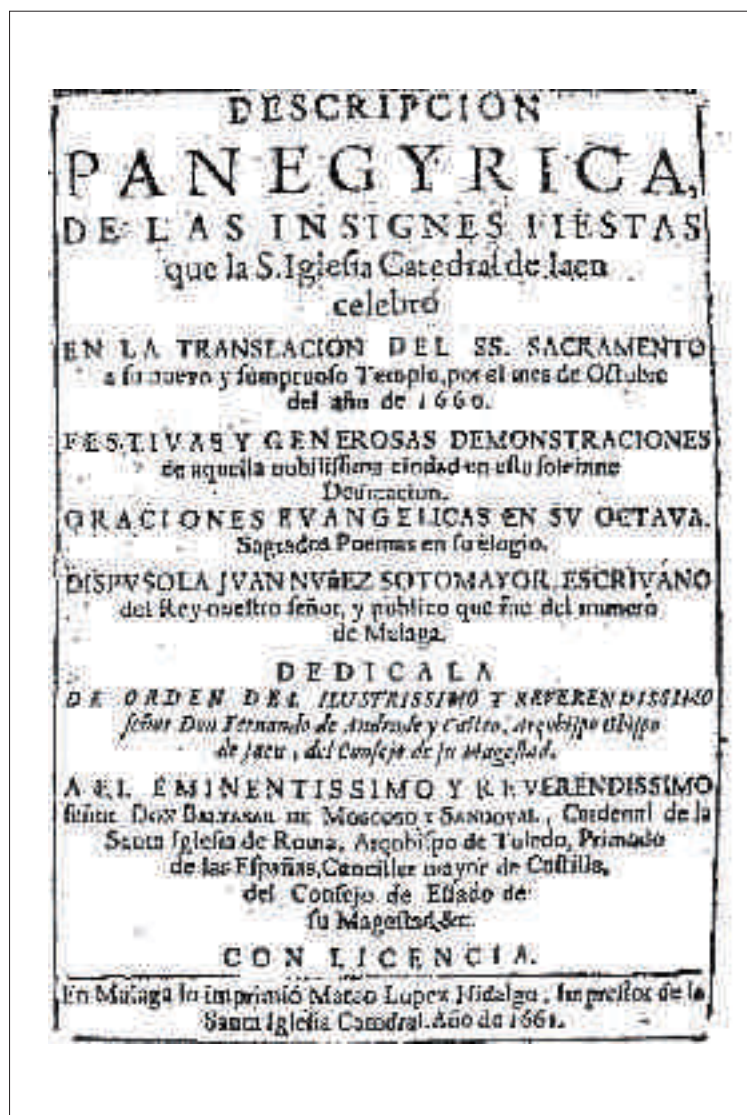 DESCRIPCION
PANEGYRICA,
DE LAS INSIGNES FIESTAS
que la S. Iglesia Catedral de Iaen
celebró
EN LA TRANSLACION DEL SS. SACRAMENTO
a su nuevo y sumptuoso Templo, por el mes de Octubre
del año de 1660.
FESTIVAS Y GENEROSAS DEMONSTRACIONES
de aquella nobilissima ciudad en esta solemne
Dedicacion.
ORACIONES EVANGELICAS EN SV OCTAVA.
Sagrados Poemas en su elogio.
DISPVSOLA JVAN NVñEZ SOTOMAYOR, ESCRIVANO
del Rey nuestro señor, y publico que fue del numero
de Malaga.
DEDICALA
DE ORDEN DEL ILUSTRISSIMO Y REVERENDISSIMO
señor Don Fernando de Andrade y Castro, Arçobispo Obispo
de Jaen, del Consejo de su Magestad.
A EL EMINENTISSIMO Y REVERENDISSIMO
señor DON BALTASAR DE MOSCOSO Y SANDOVAL, Cardenal de la
Santa Iglesia de Roma, Arçobispo de Toledo, Primado
de las Españas, Canciller mayor de Castilla,
del Consejo de Estado de
su Magestad, &c.
CON LICENCIA.
En Malaga lo imprimió Mateo Lopez Hidalgo, Impressor de la
Santa Iglesia Catedral. Año de 1661.